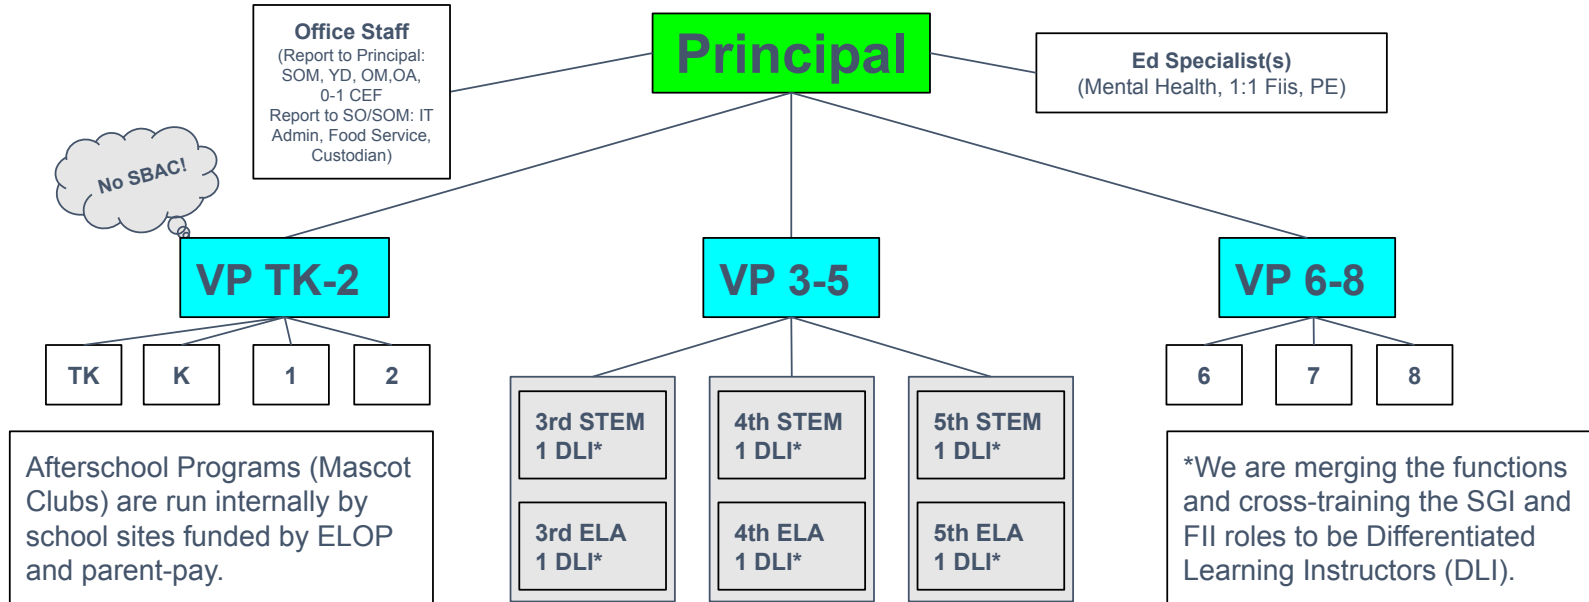 Office Staff
(Report to Principal:
SOM, YD, OM,OA,
0-1 CEF
Report to SO/SOM: IT
Admin, Food Service,
Custodian)
Principal
Ed Specialist(s)
(Mental Health, 1:1 Fiis, PE)
No SBAC!
VP TK-2
VP 3-5
VP 6-8
TK
K
1
2
3rd STEM
1 DLI*
4th STEM
1 DLI*
5th STEM
1 DLI*
3rd ELA
1 DLI*
4th ELA
1 DLI*
5th ELA
1 DLI*
6
7
8
Afterschool Programs (Mascot
Clubs) are run internally by
school sites funded by ELOP
and parent-pay.
*We are merging the functions
and cross-training the SGI and
FII roles to be Differentiated
Learning Instructors (DLI).